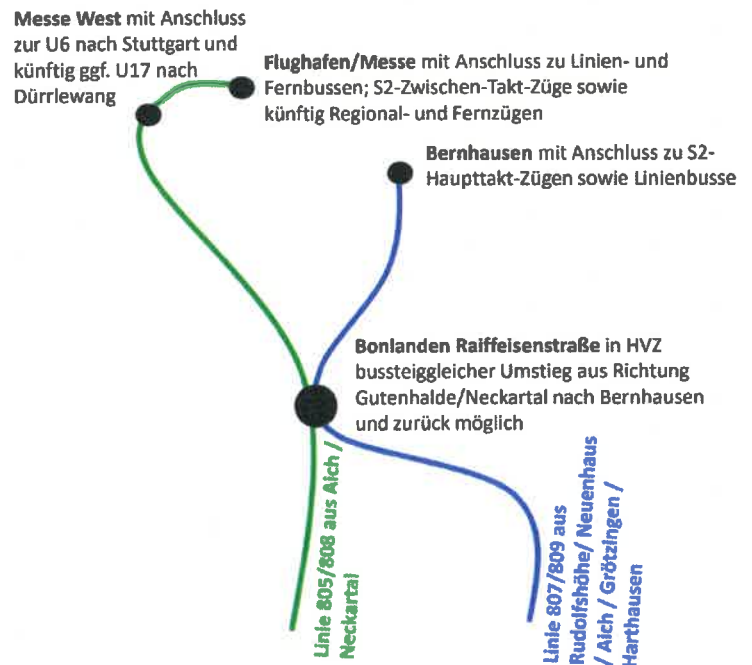 Messe West mit Anschluss
zur U6 nach Stuttgart und
künftig ggf. U17 nach
Dürrlewang
Flughafen/Messe mit Anschluss zu Linien- und
Fernbussen; S2-Zwischen-Takt-Züge sowie
künftig Regional- und Fernzügen
Bernhausen mit Anschluss zu S2-
Haupttakt-Zügen sowie Linienbusse
Bonlanden Raiffeisenstraße in HVZ
bussteiggleicher Umstieg aus Richtung
Gutenhalde/Neckartal nach Bernhausen
und zurück möglich
Linie 805/808 aus Aich /
Neckartal
Linie 807/809 aus
Rudolfshöhe/ Neuenhaus
/ Aich / Grötzingen /
Harthausen